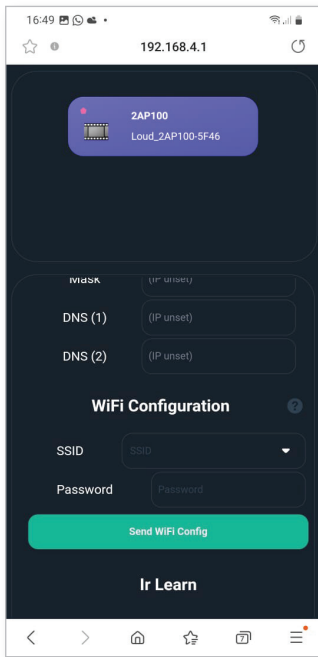 16:49
192.168.4.1
2AP100
Loud_2AP100-5F46
Mask (IP unset)
DNS (1) (IP unset)
DNS (2) (IP unset)
WiFi Configuration ?
SSID SSID
Password Password
Send WiFi Config
Ir Learn
7